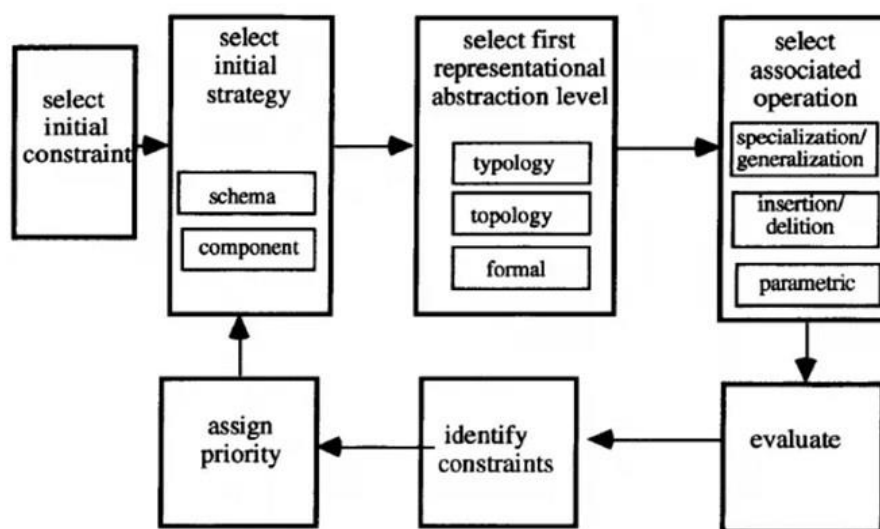 select
initial
constraint
select
initial
strategy
schema
component
select first
representational
abstraction level
typology
topology
formal
select
associated
operation
specialization/
generalization
insertion/
delition
parametric
assign
priority
identify
constraints
evaluate